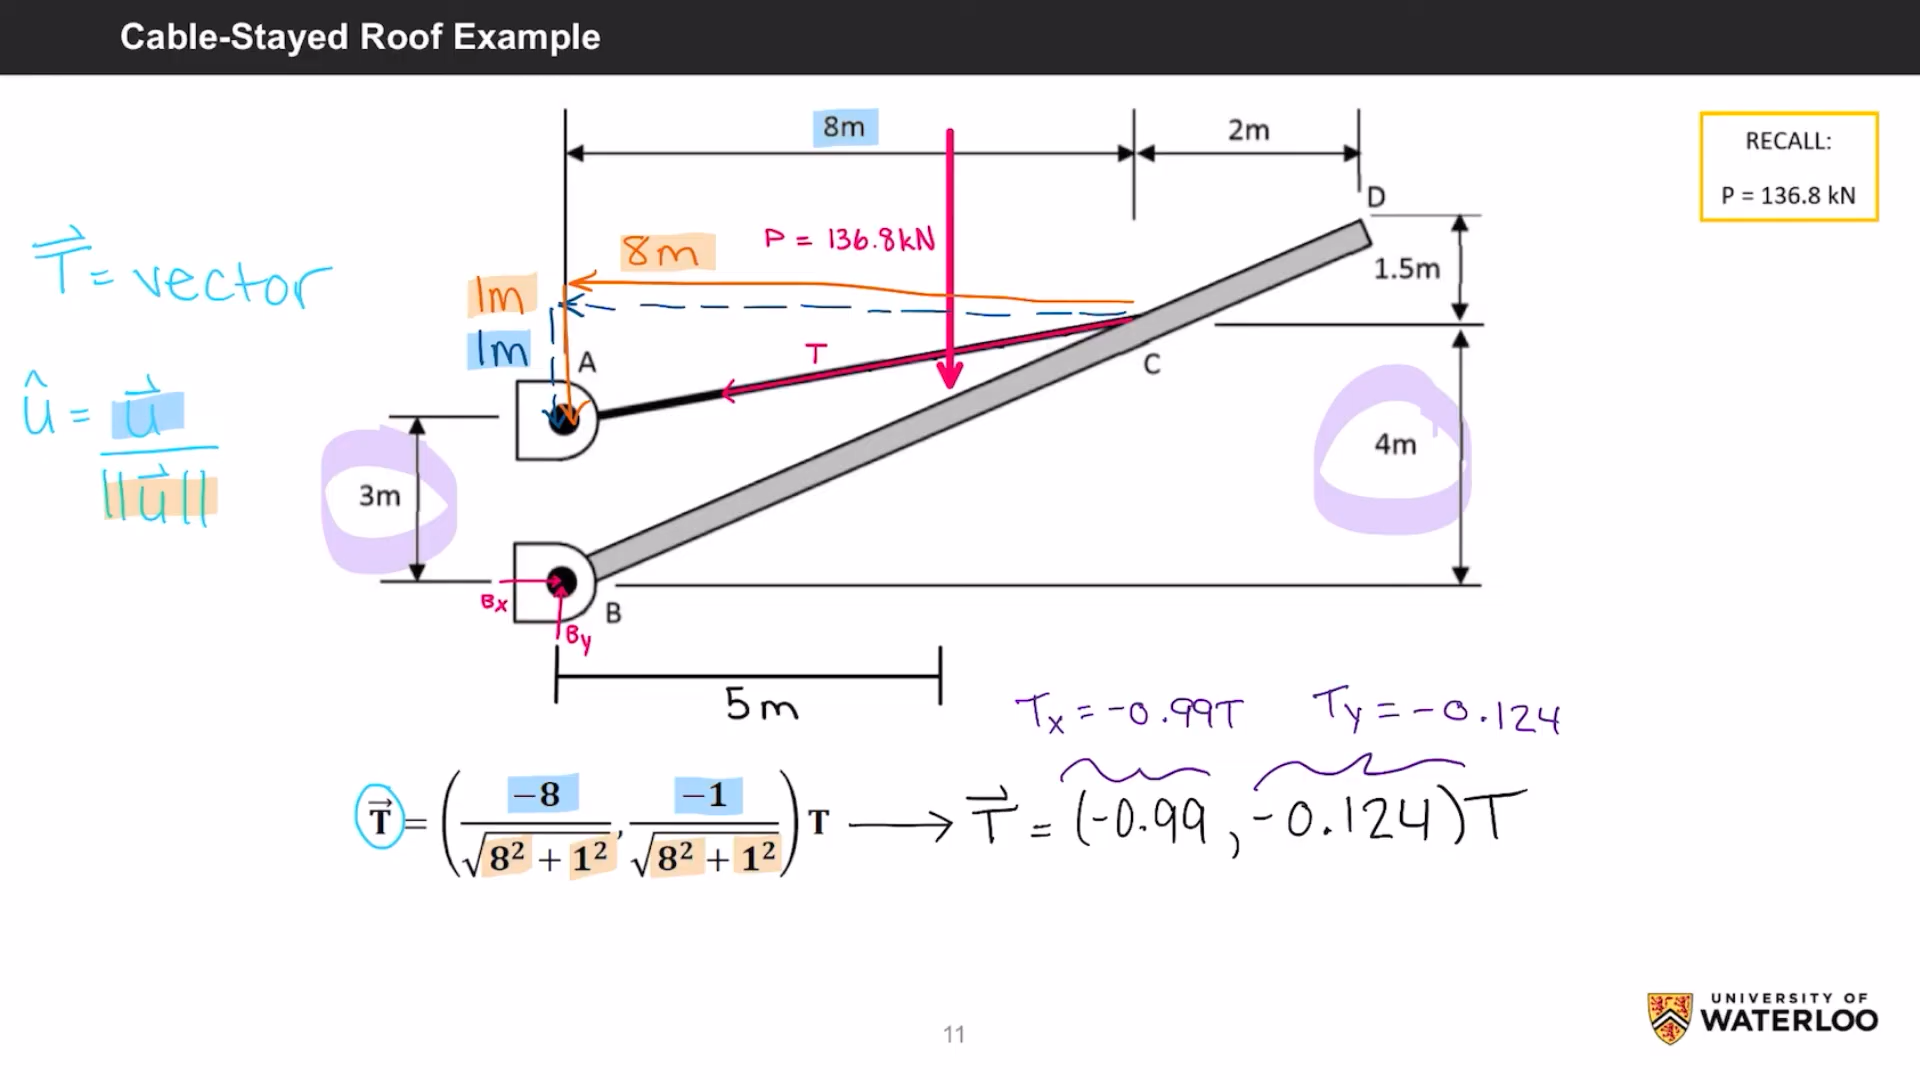 Cable-Stayed Roof Example
8m
2m
RECALL:
P = 136.8 kN
D
P = 136.8kN
8m
1.5m
T = vector
1m
1m
A
T
C
û = u
||u||
4m
3m
Bx
B
By
5m
Tx = -0.99T
Ty = -0.124
T = ( -8 / √8² + 1² , -1 / √8² + 1² ) T → T = (-0.99, -0.124)T
11
UNIVERSITY OF
WATERLOO